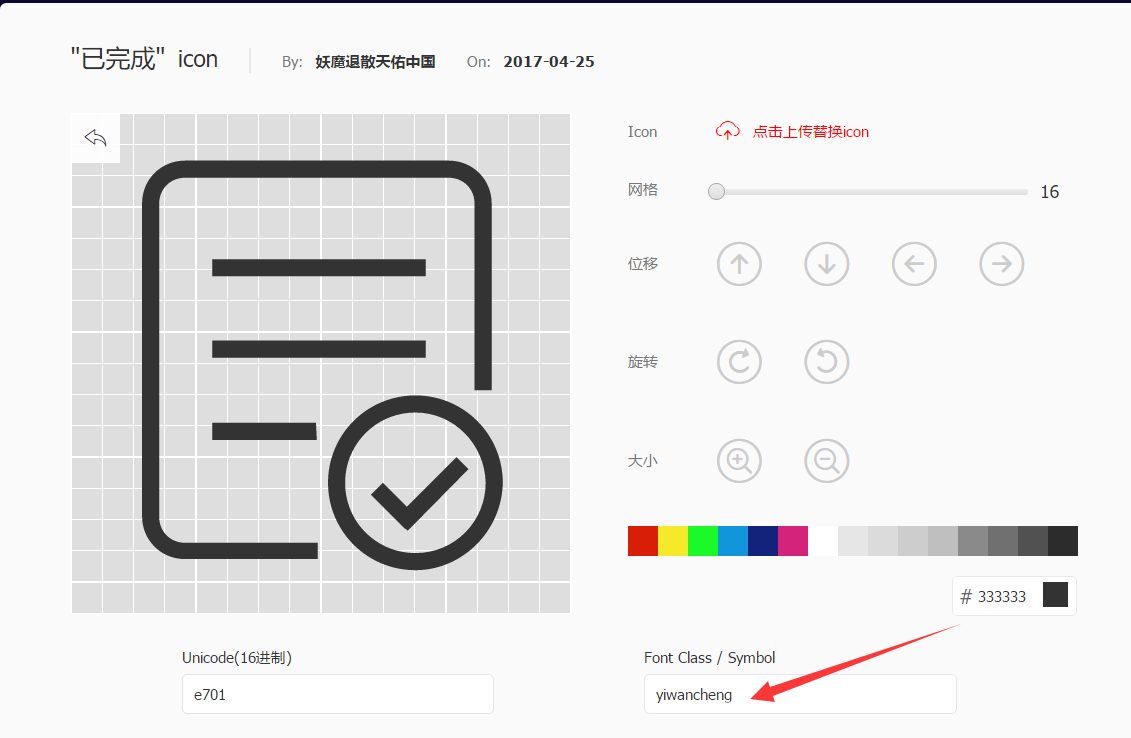 "已完成" icon By: 妖魔退散天佑中国 On: 2017-04-25
Icon 点击上传替换icon
网格 16
位移
旋转
大小
# 333333
Unicode(16进制) Font Class / Symbol
e701 yiwancheng